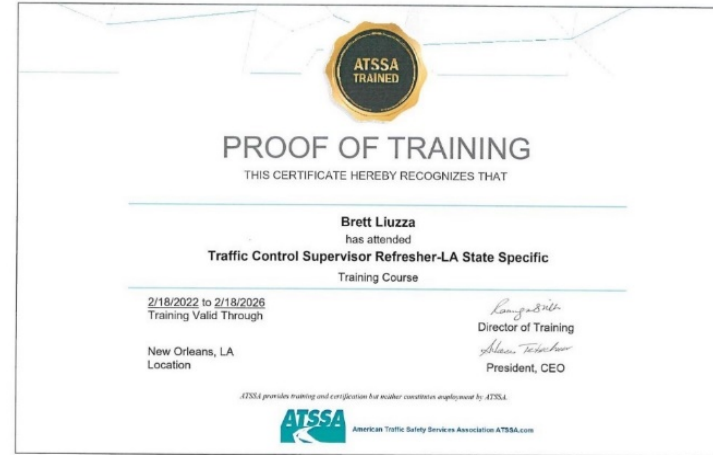 ATSSA
TRAINED
PROOF OF TRAINING
THIS CERTIFICATE HEREBY RECOGNIZES THAT
Brett Liuzza
has attended
Traffic Control Supervisor Refresher-LA State Specific
Training Course
2/18/2022 to 2/18/2026
Training Valid Through
Director of Training
New Orleans, LA
Location
President, CEO
ATSSA provides training and certification but neither constitutes employment by ATSSA.
ATSSA
American Traffic Safety Services Association ATSSA.com